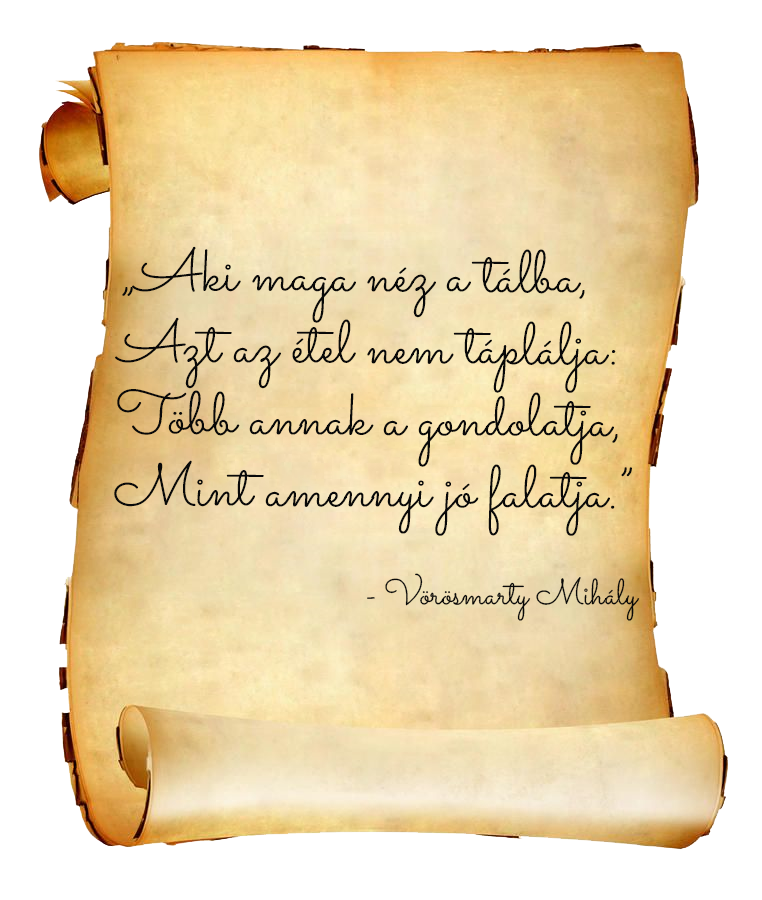 „Aki maga néz a tálba,
Azt az étel nem táplálja:
Több annak a gondolatja,
Mint amennyi jó falatja.”
- Vörösmarty Mihály